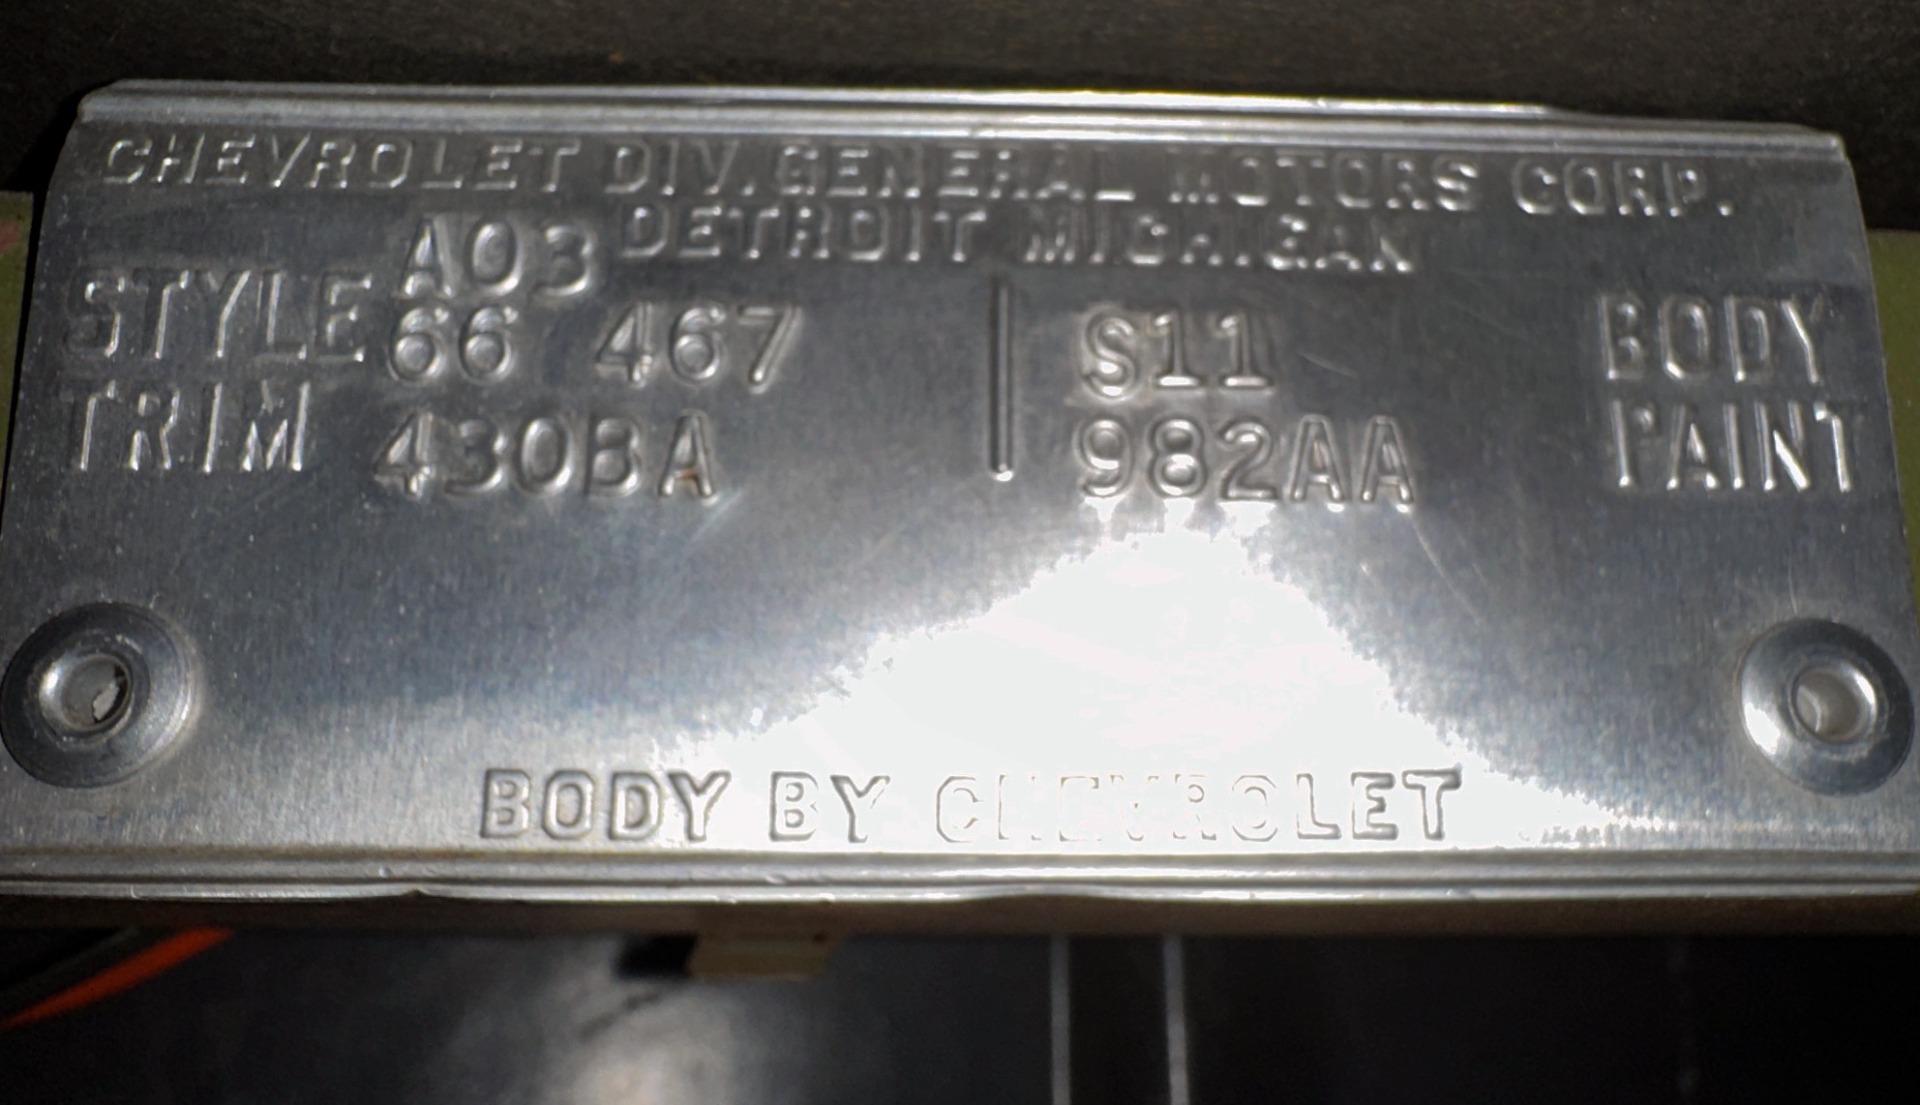 CHEVROLET DIV. GENERAL MOTORS CORP.
A03 DETROIT MICHIGAN
STYLE 66 467 S11 BODY
TRIM 430BA 982AA PAINT
BODY BY CHEVROLET